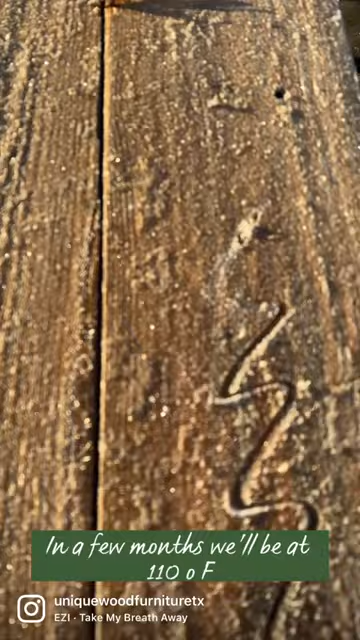 In a few months we'll be at
110 o F
uniquewoodfurnituretx
EZI · Take My Breath Away